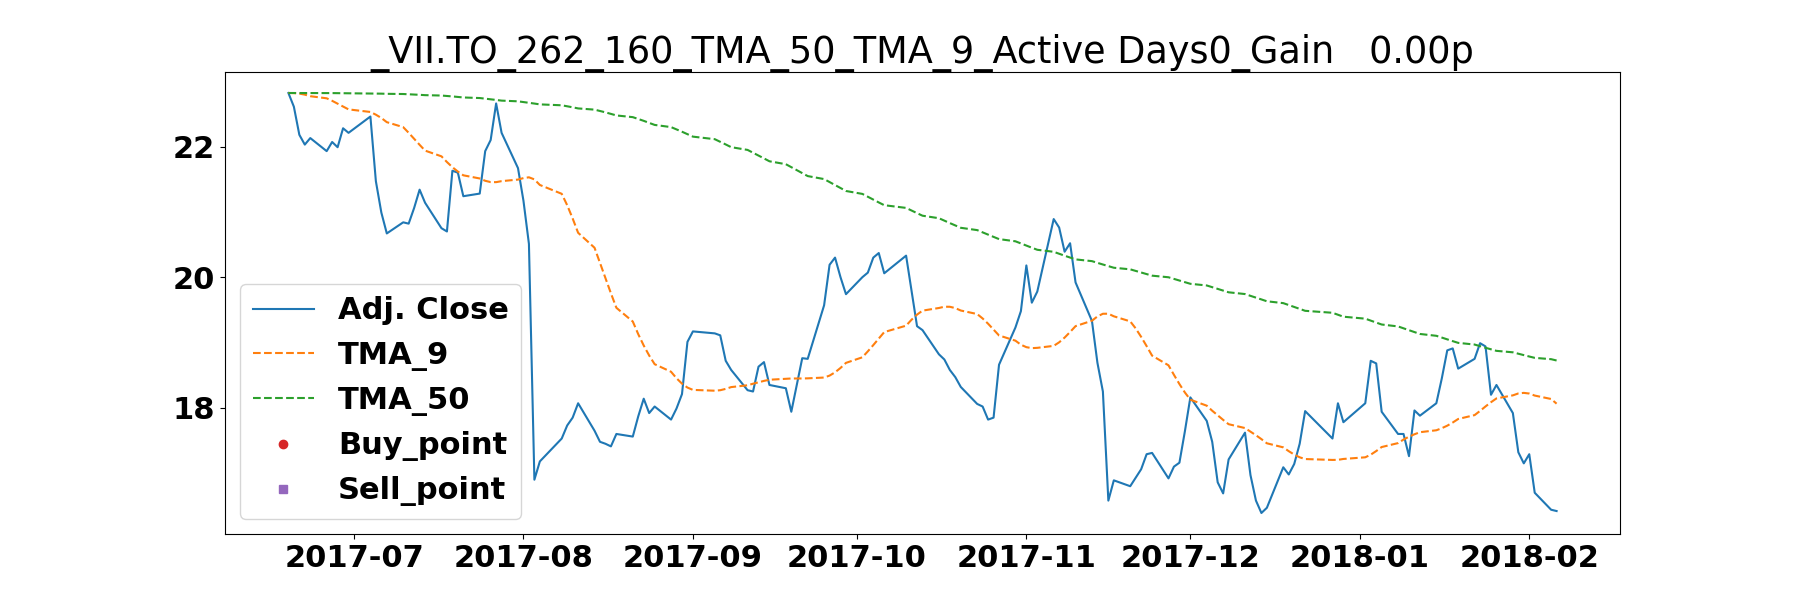 _VII.TO_262_160_TMA_50_TMA_9_Active Days0_Gain   0.00p
22
20
18
Adj. Close
TMA_9
TMA_50
Buy_point
Sell_point
2017-07 2017-08 2017-09 2017-10 2017-11 2017-12 2018-01 2018-02